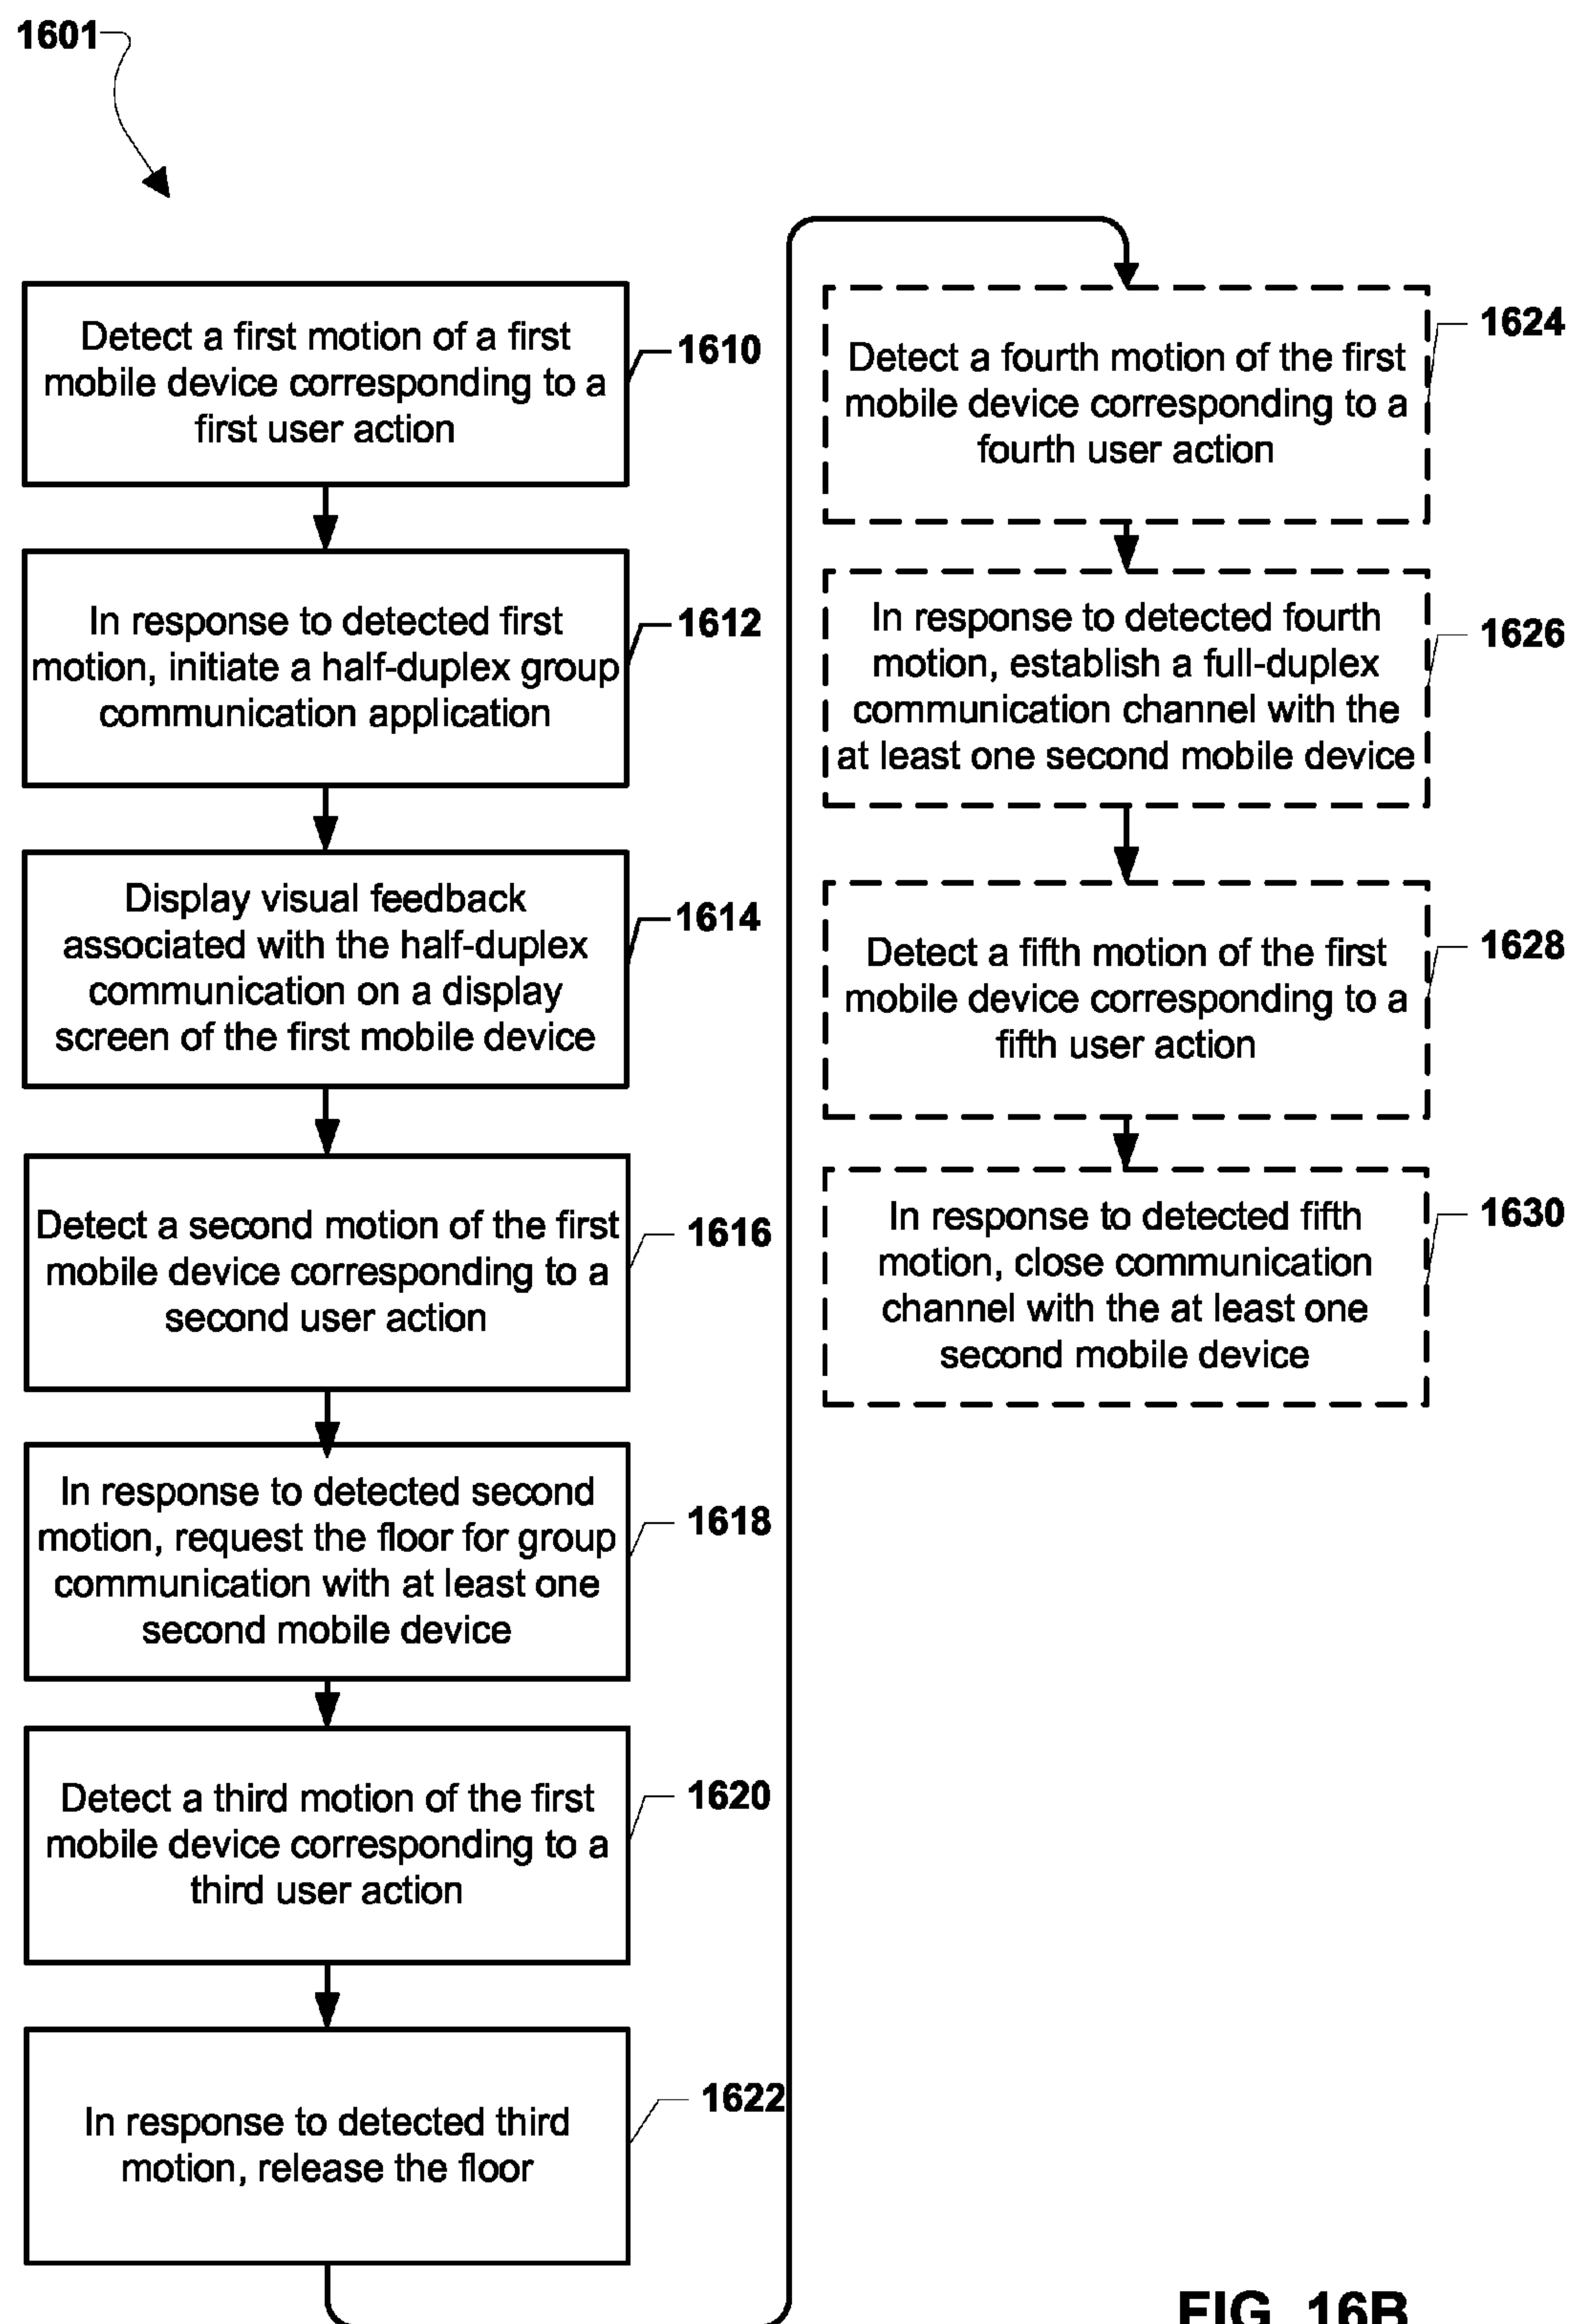 1601
Detect a first motion of a first
mobile device corresponding to a
first user action
1610
In response to detected first
motion, initiate a half-duplex group
communication application
1612
Display visual feedback
associated with the half-duplex
communication on a display
screen of the first mobile device
1614
Detect a second motion of the first
mobile device corresponding to a
second user action
1616
In response to detected second
motion, request the floor for group
communication with at least one
second mobile device
1618
Detect a third motion of the first
mobile device corresponding to a
third user action
1620
In response to detected third
motion, release the floor
1622
Detect a fourth motion of the first
mobile device corresponding to a
fourth user action
1624
In response to detected fourth
motion, establish a full-duplex
communication channel with the
at least one second mobile device
1626
Detect a fifth motion of the first
mobile device corresponding to a
fifth user action
1628
In response to detected fifth
motion, close communication
channel with the at least one
second mobile device
1630
FIG. 16B